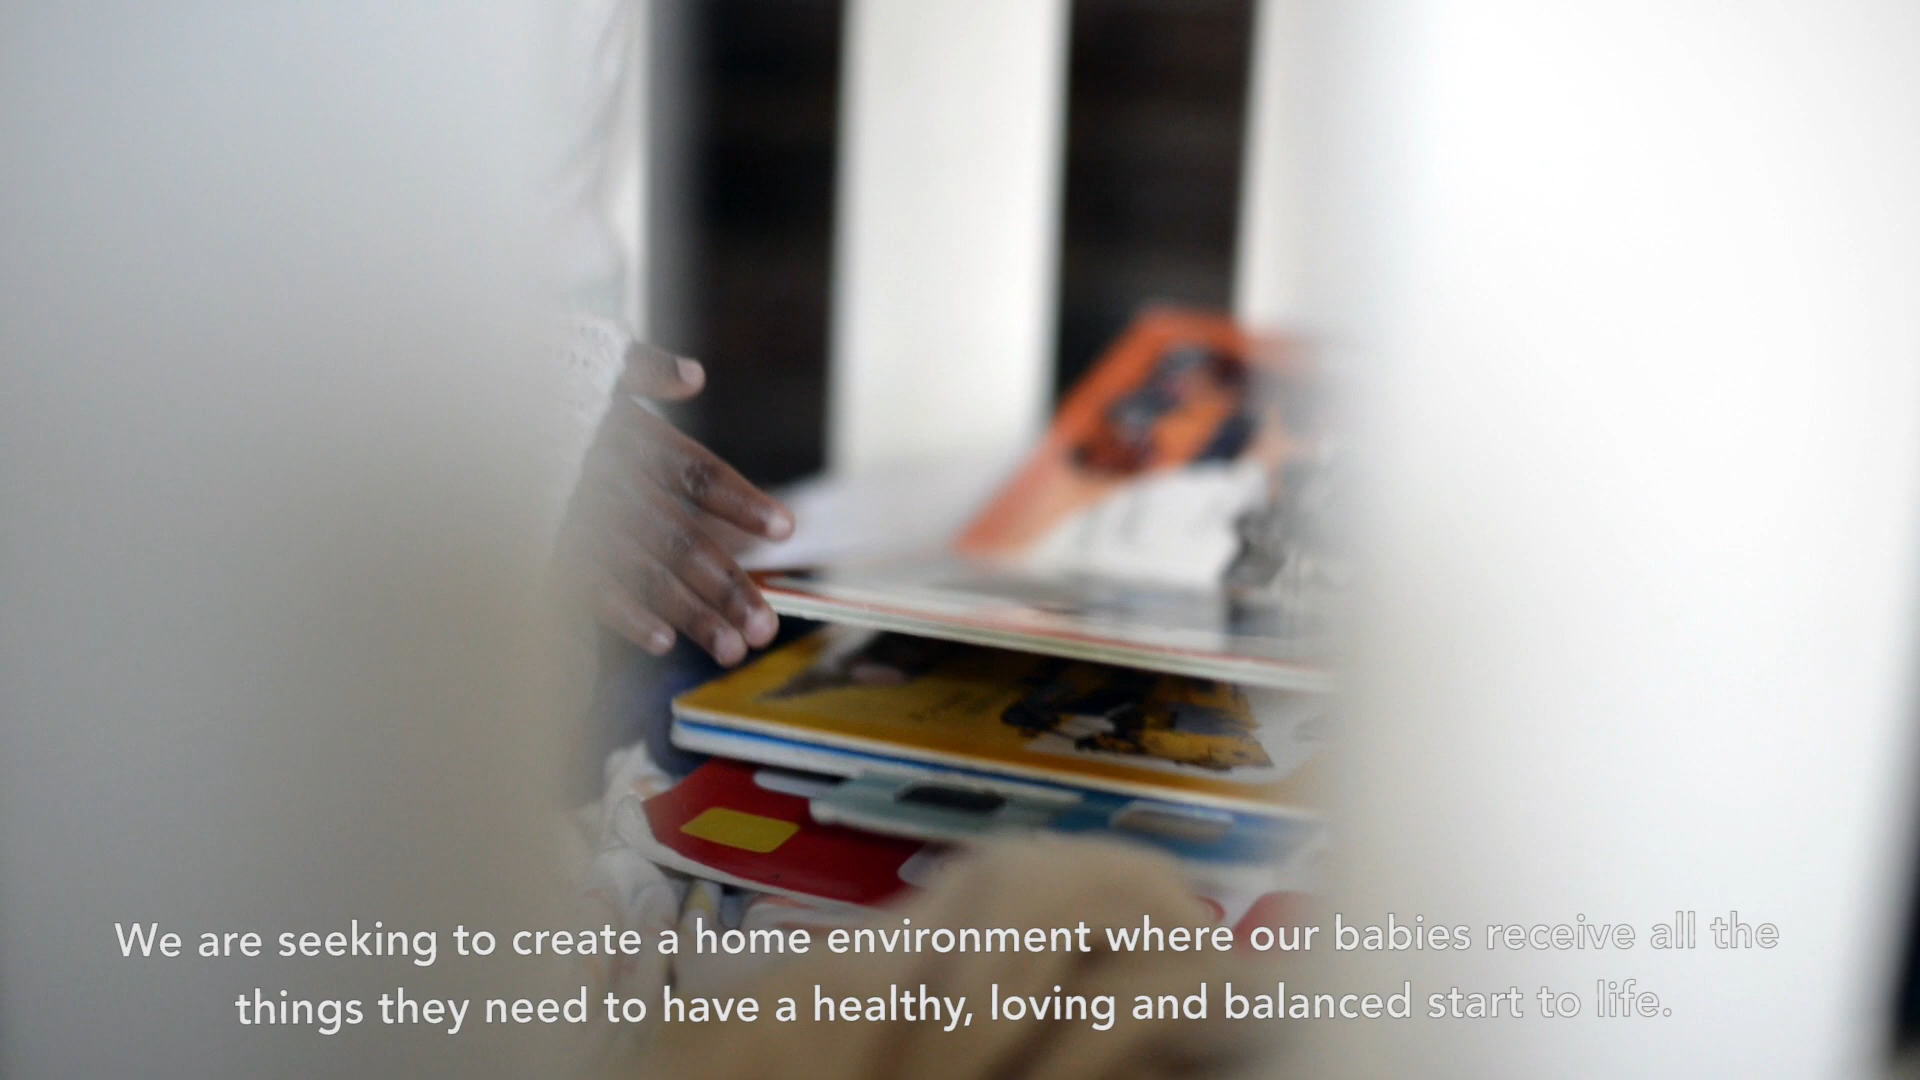 We are seeking to create a home environment where our babies receive all the
things they need to have a healthy, loving and balanced start to life.